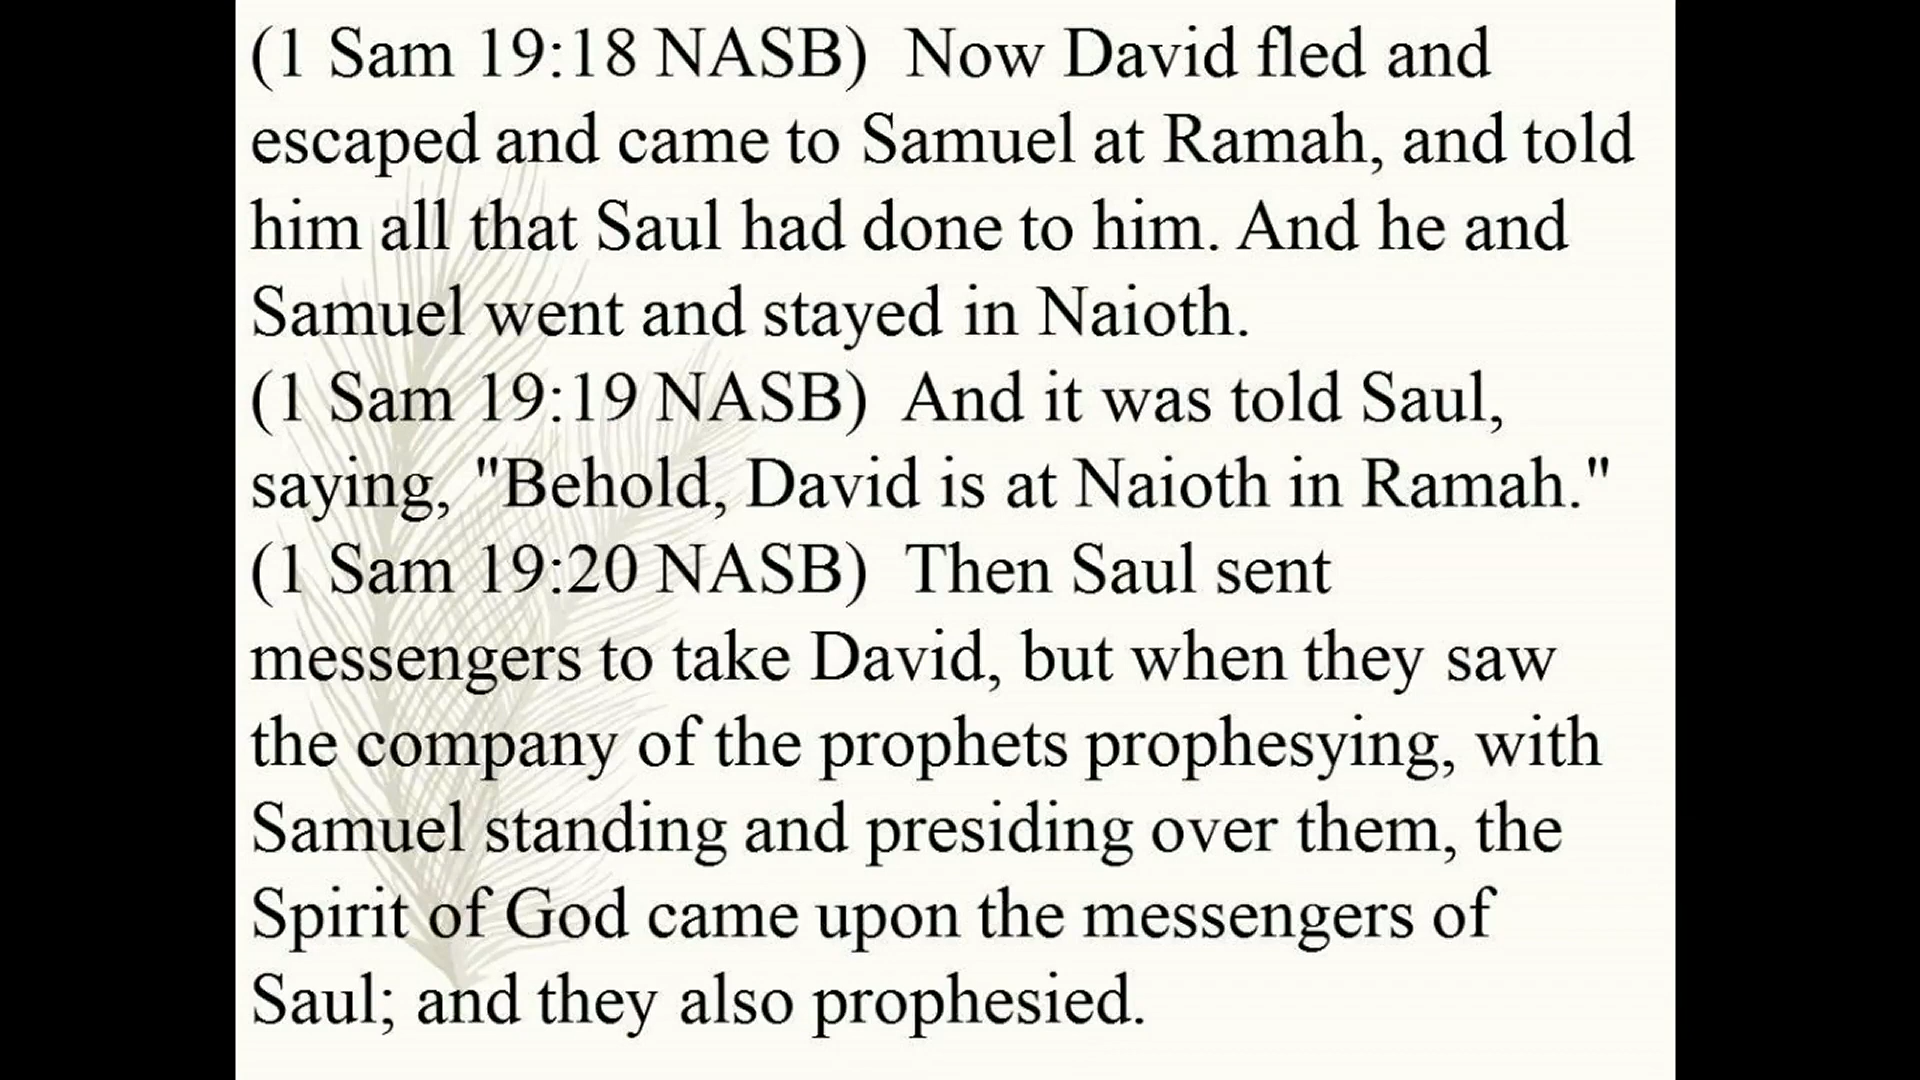 (1 Sam 19:18 NASB)  Now David fled and
escaped and came to Samuel at Ramah, and told
him all that Saul had done to him. And he and
Samuel went and stayed in Naioth.
(1 Sam 19:19 NASB)  And it was told Saul,
saying, "Behold, David is at Naioth in Ramah."
(1 Sam 19:20 NASB)  Then Saul sent
messengers to take David, but when they saw
the company of the prophets prophesying, with
Samuel standing and presiding over them, the
Spirit of God came upon the messengers of
Saul; and they also prophesied.